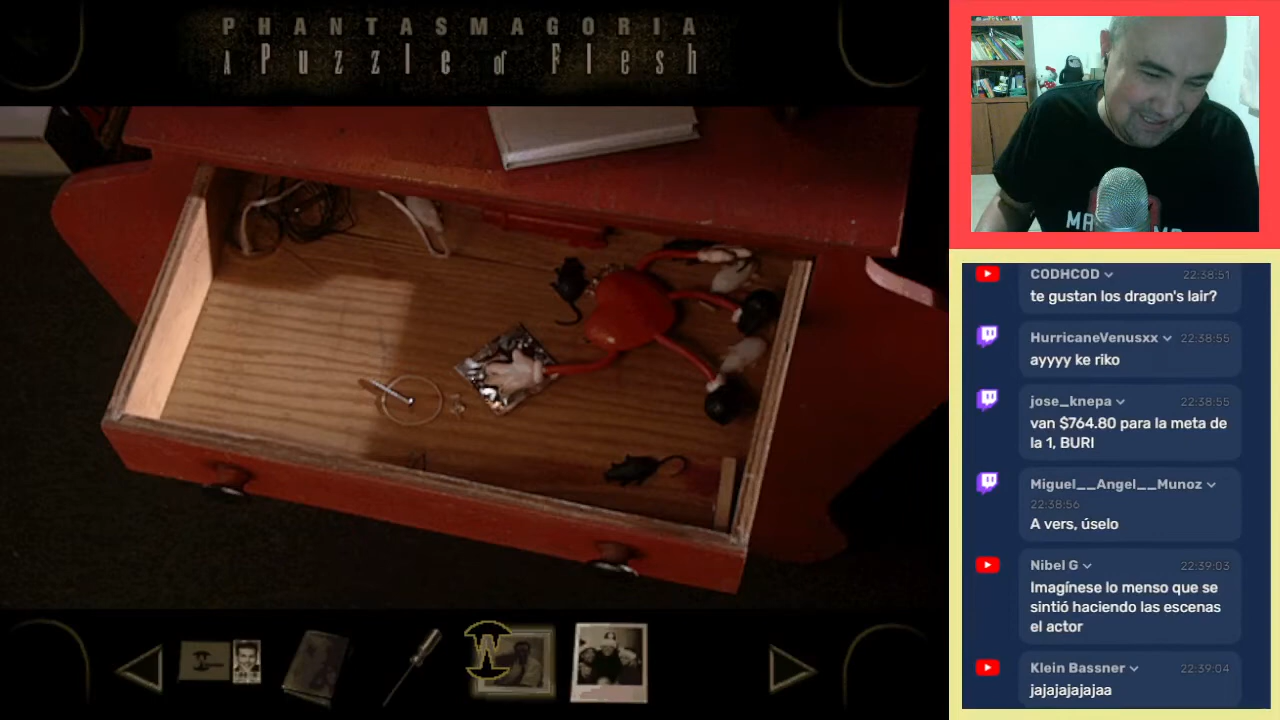 PHANTASMAGORIA
A Puzzle of Flesh
MA
MO
CODHCOD
22:38:51
te gustan los dragon's lair?
HurricaneVenusxx
22:38:55
ayyyy ke riko
jose_knepa
22:38:55
van $764.80 para la meta de
la 1, BURI
Miguel__Angel__Munoz
22:38:56
A vers, úselo
Nibel G
22:39:03
Imagínese lo menso que se
sintió haciendo las escenas
el actor
Klein Bassner
22:39:04
jajajajajajaa
W